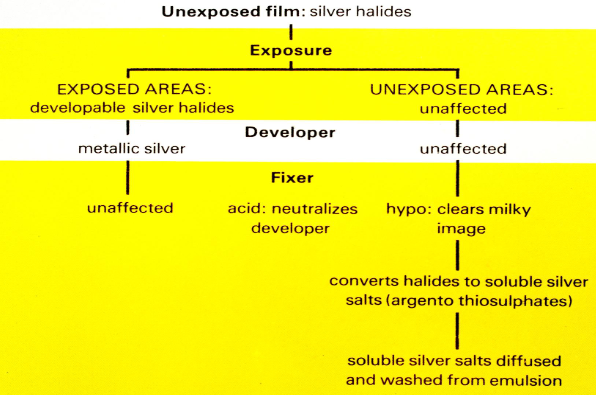 Unexposed film: silver halides
Exposure
EXPOSED AREAS:
developable silver halides
UNEXPOSED AREAS:
unaffected
Developer
metallic silver
unaffected
Fixer
unaffected
acid: neutralizes
developer
hypo: clears milky
image
converts halides to soluble silver
salts (argento thiosulphates)
soluble silver salts diffused
and washed from emulsion